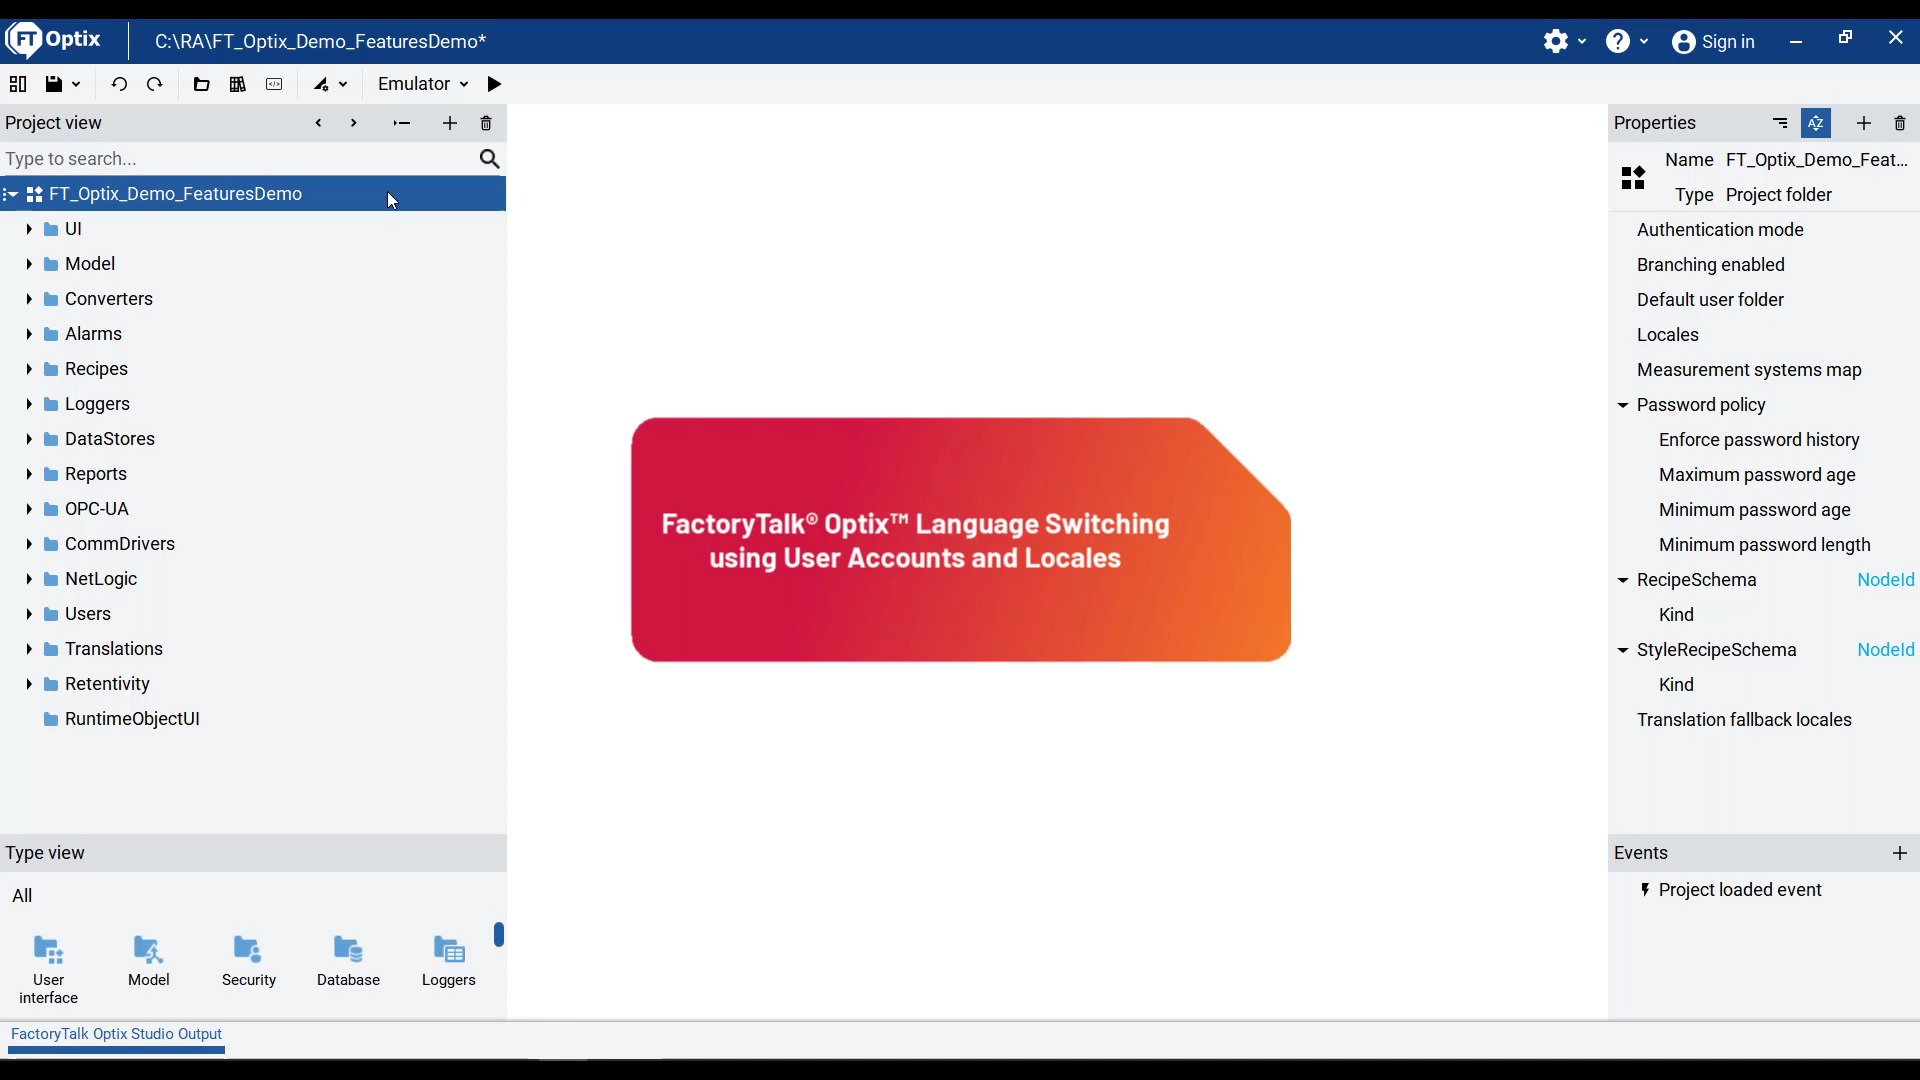 FT Optix
C:\RA\FT_Optix_Demo_FeaturesDemo*
Sign in
Emulator
Project view
Type to search...
FT_Optix_Demo_FeaturesDemo
UI
Model
Converters
Alarms
Recipes
Loggers
DataStores
Reports
OPC-UA
CommDrivers
NetLogic
Users
Translations
Retentivity
RuntimeObjectUI
Type view
All
User
interface
Model
Security
Database
Loggers
FactoryTalk Optix Studio Output
FactoryTalk® Optix™ Language Switching
using User Accounts and Locales
Properties
AZ
Name FT_Optix_Demo_Feat...
Type Project folder
Authentication mode
Branching enabled
Default user folder
Locales
Measurement systems map
Password policy
Enforce password history
Maximum password age
Minimum password age
Minimum password length
RecipeSchema NodeId
Kind
StyleRecipeSchema NodeId
Kind
Translation fallback locales
Events
Project loaded event